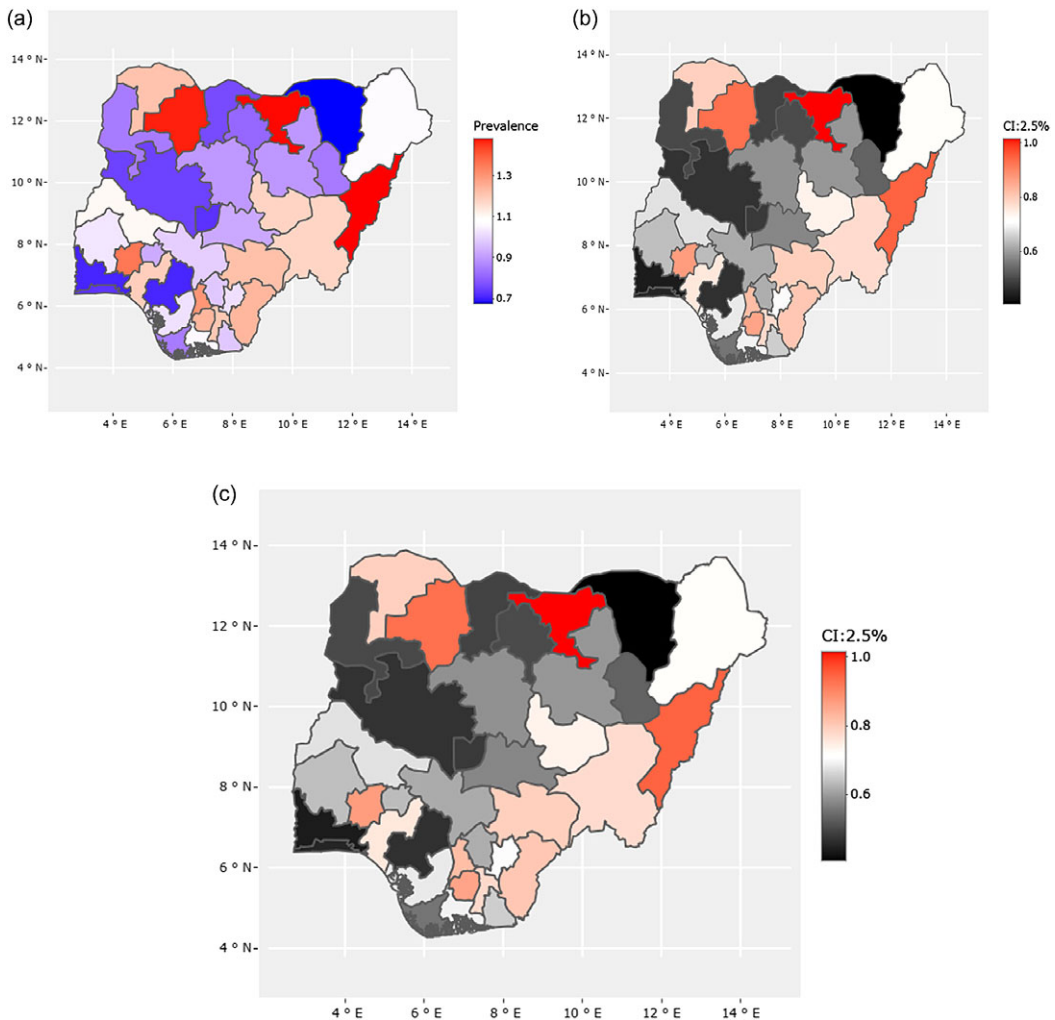 (a)
14 ° N-
12 ° N-
10 ° N-
8 ° N-
6 ° N-
4 ° N-
4 ° E
6 ° E
8 ° E
10 ° E
12 ° E
14 ° E
Prevalence
1.3
1.1
0.9
0.7
(b)
14 ° N-
12 ° N-
10 ° N-
8 ° N-
6 ° N-
4 ° N-
4 ° E
6 ° E
8 ° E
10 ° E
12 ° E
14 ° E
CI:2.5%
1.0
0.8
0.6
(c)
14 ° N-
12 ° N-
10 ° N-
8 ° N-
6 ° N-
4 ° N-
4 ° E
6 ° E
8 ° E
10 ° E
12 ° E
14 ° E
CI:2.5%
1.0
0.8
0.6